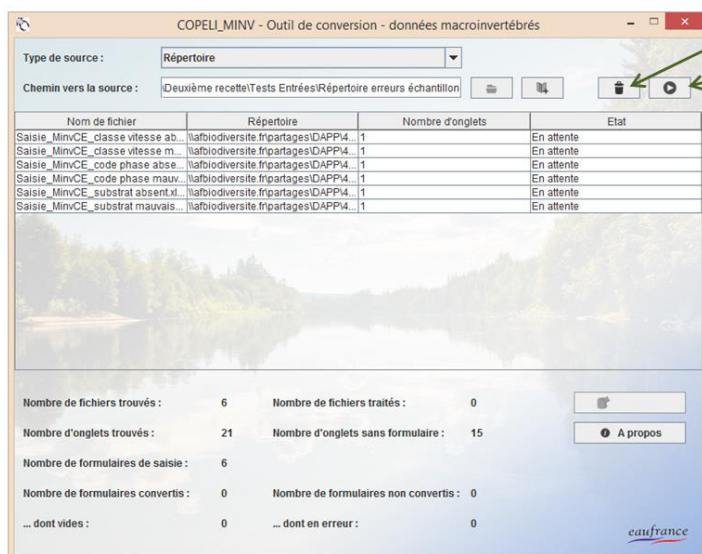 COPELI_MINV - Outil de conversion - données macroinvertébrés
Type de source : Répertoire
Chemin vers la source : \Deuxième recette\Tests Entrées\Répertoire erreurs échantillon
Nom de fichier Répertoire Nombre d'onglets Etat
Saisie_MinvCE_classe vitesse ab... \\afbiodiversite.fr\partages\DAPP\4... 1 En attente
Saisie_MinvCE_classe vitesse m... \\afbiodiversite.fr\partages\DAPP\4... 1 En attente
Saisie_MinvCE_code phase abse... \\afbiodiversite.fr\partages\DAPP\4... 1 En attente
Saisie_MinvCE_code phase mauv... \\afbiodiversite.fr\partages\DAPP\4... 1 En attente
Saisie_MinvCE_substrat absent.xl... \\afbiodiversite.fr\partages\DAPP\4... 1 En attente
Saisie_MinvCE_substrat mauvais... \\afbiodiversite.fr\partages\DAPP\4... 1 En attente
Nombre de fichiers trouvés : 6 Nombre de fichiers traités : 0
Nombre d'onglets trouvés : 21 Nombre d'onglets sans formulaire : 15 A propos
Nombre de formulaires de saisie : 6
Nombre de formulaires convertis : 0 Nombre de formulaires non convertis : 0
... dont vides : 0 ... dont en erreur : 0
eaufrance